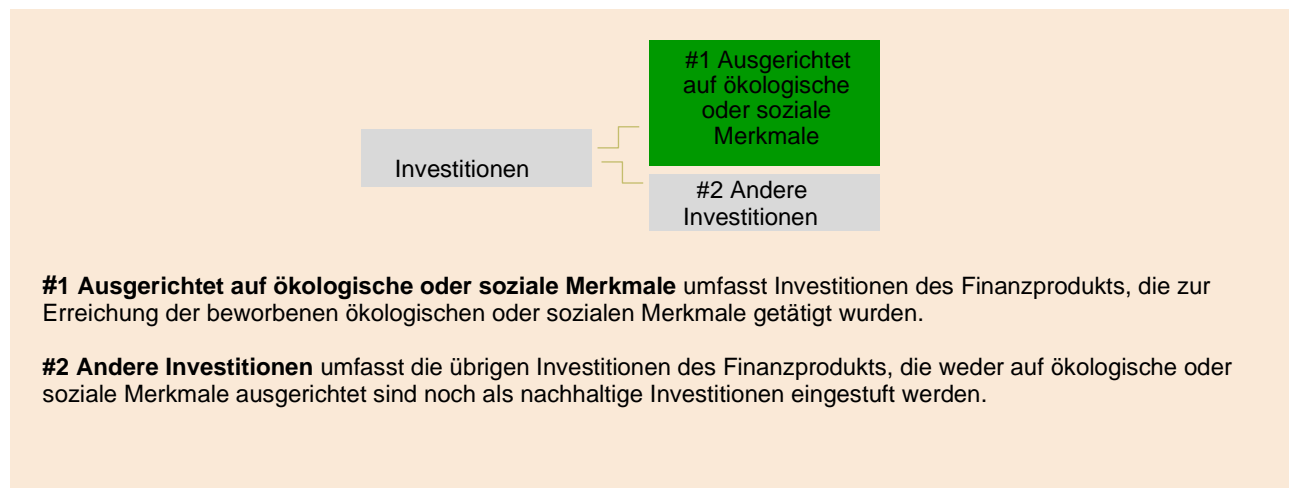 #1 Ausgerichtet
auf ökologische
oder soziale
Merkmale
Investitionen
#2 Andere
Investitionen
#1 Ausgerichtet auf ökologische oder soziale Merkmale umfasst Investitionen des Finanzprodukts, die zur
Erreichung der beworbenen ökologischen oder sozialen Merkmale getätigt wurden.
#2 Andere Investitionen umfasst die übrigen Investitionen des Finanzprodukts, die weder auf ökologische oder
soziale Merkmale ausgerichtet sind noch als nachhaltige Investitionen eingestuft werden.